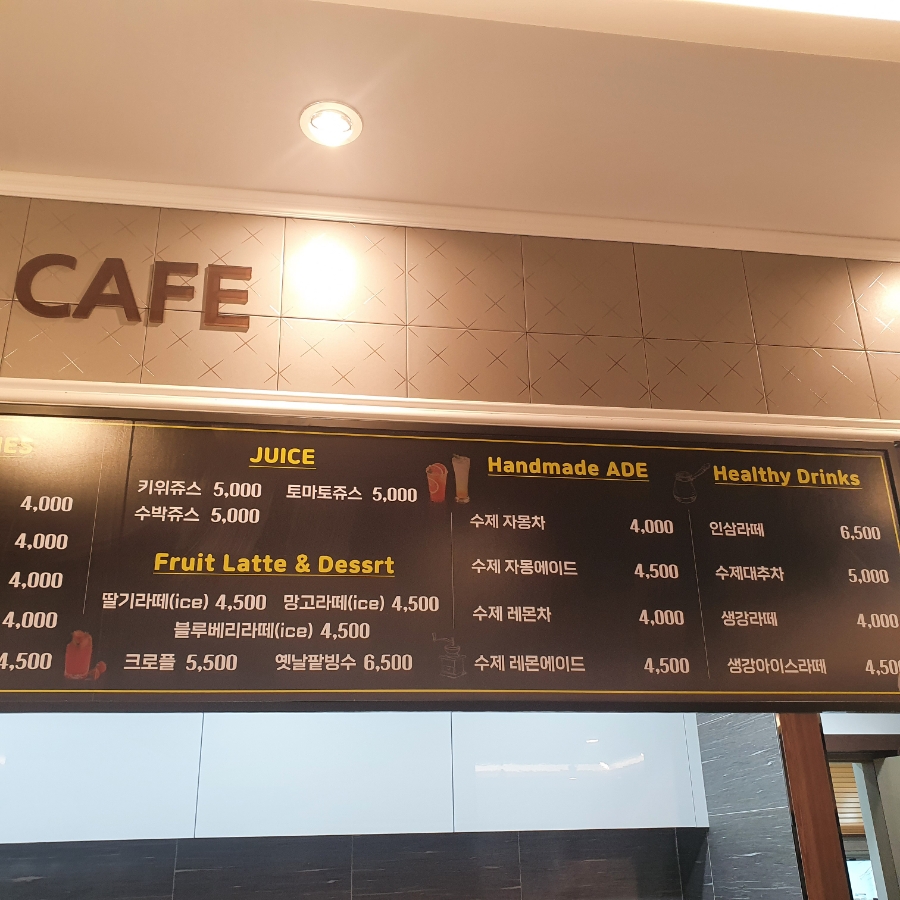 CAFE
4,000
4,000
4,000
4,000
4,500
JUICE
키위쥬스 5,000 토마토쥬스 5,000
수박쥬스 5,000
Fruit Latte & Dessrt
딸기라떼(ice) 4,500 망고라떼(ice) 4,500
블루베리라떼(ice) 4,500
크로플 5,500 옛날팥빙수 6,500
Handmade ADE
수제 자몽차 4,000
수제 자몽에이드 4,500
수제 레몬차 4,000
수제 레몬에이드 4,500
Healthy Drinks
인삼라떼 6,500
수제대추차 5,000
생강라떼 4,000
생강아이스라떼